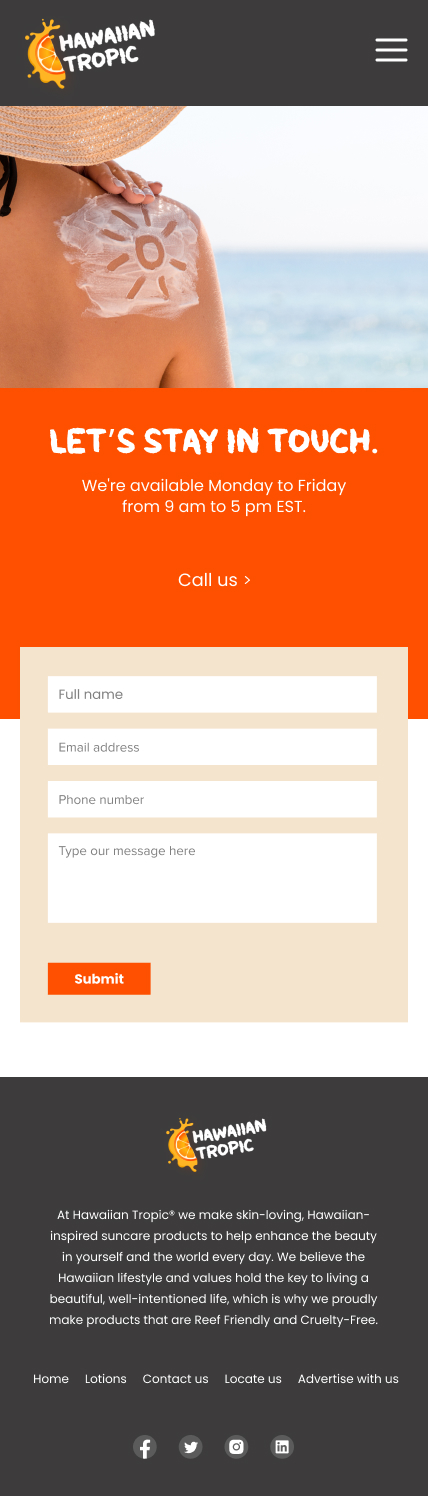 HAWAIIAN
TROPIC
LET'S STAY IN TOUCH.
We're available Monday to Friday
from 9 am to 5 pm EST.
Call us >
Full name
Email address
Phone number
Type our message here
Submit
HAWAIIAN
TROPIC
At Hawaiian Tropic® we make skin-loving, Hawaiian-
inspired suncare products to help enhance the beauty
in yourself and the world every day. We believe the
Hawaiian lifestyle and values hold the key to living a
beautiful, well-intentioned life, which is why we proudly
make products that are Reef Friendly and Cruelty-Free.
Home Lotions Contact us Locate us Advertise with us